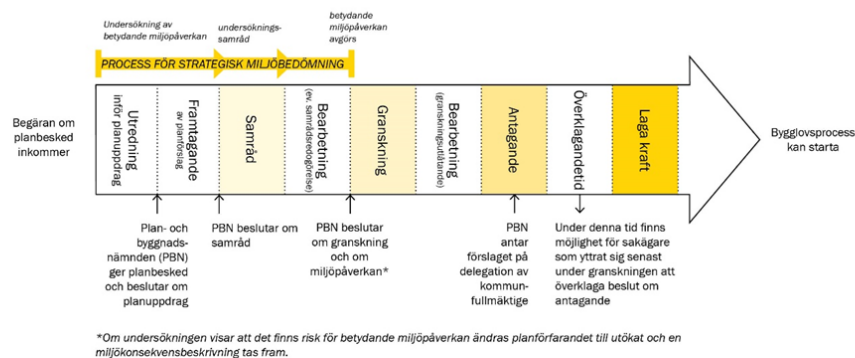 Undersökning av
betydande miljöpåverkan
undersöknings-
samråd
betydande
miljöpåverkan
avgörs
PROCESS FÖR STRATEGISK MILJÖBEDÖMNING
Begäran om
planbesked
inkommer
Utredning
inför planuppdrag
Framtagande
av planförslag
Samråd
Bearbetning
(ev. samrådsredogörelse)
Granskning
Bearbetning
(granskningsutlåtande)
Antagande
Överklagandetid
Laga kraft
Bygglovsprocess
kan starta
Plan- och
byggnads-
nämnden (PBN)
ger planbesked
och beslutar om
planuppdrag
PBN beslutar om
samråd
PBN beslutar
om granskning
och om
miljöpåverkan*
PBN
antar
förslaget på
delegation av
kommun-
fullmäktige
Under denna tid finns
möjlighet för sakägare
som yttrat sig senast
under granskningen att
överklaga beslut om
antagande
*Om undersökningen visar att det finns risk för betydande miljöpåverkan ändras planförfarandet till utökat och en
miljökonsekvensbeskrivning tas fram.